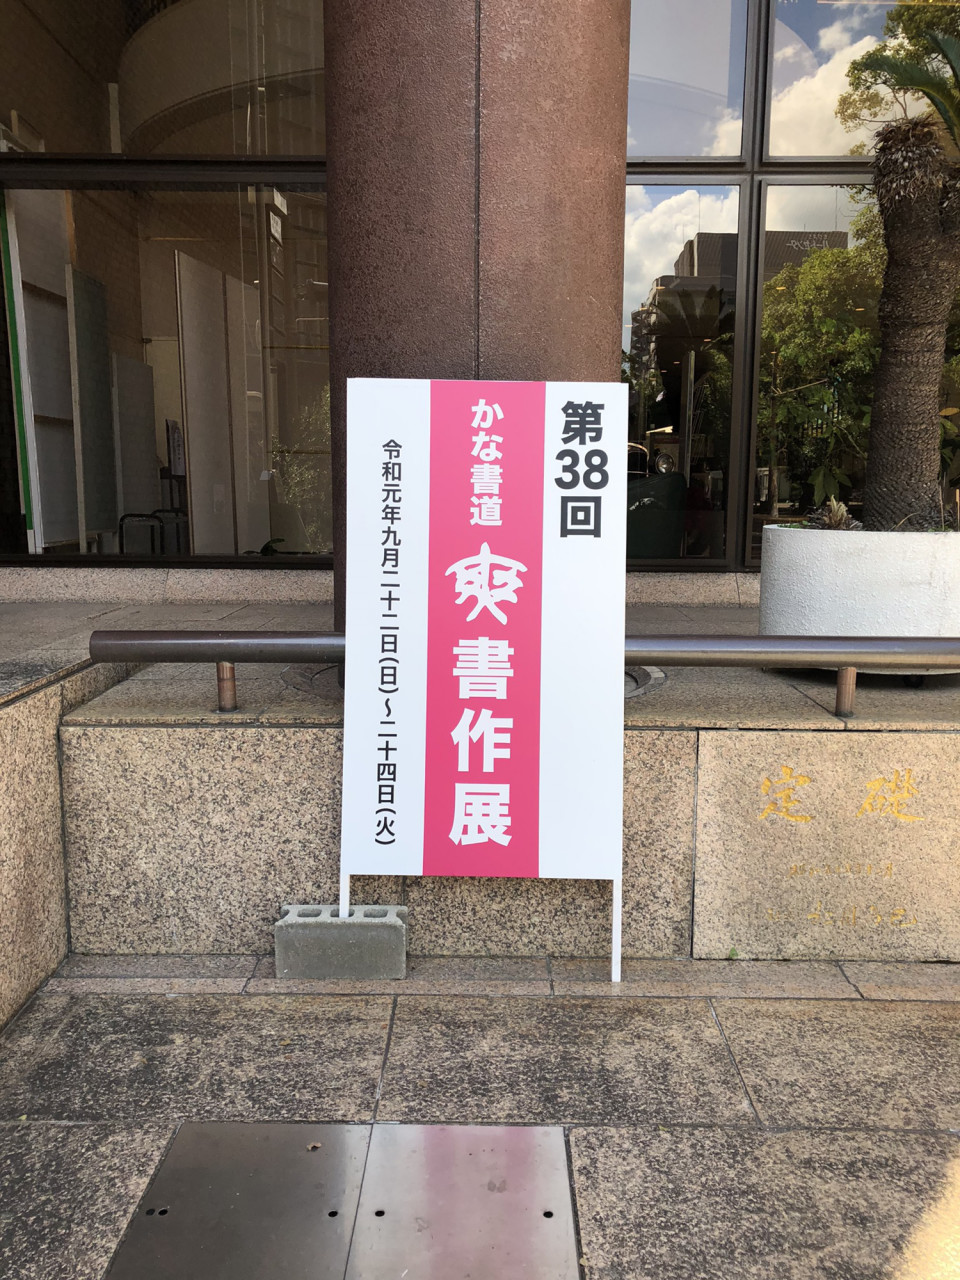 第38回
かな書道
爽書作展
令和元年九月二十二日(日)〜二十四日(火)
定礎